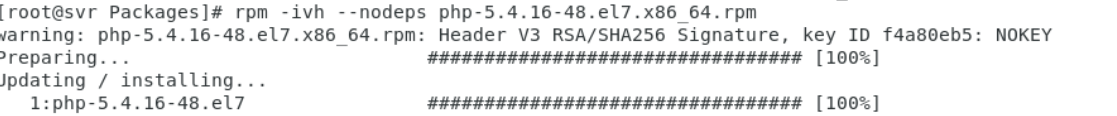 [root@svr Packages]# rpm -ivh --nodeps php-5.4.16-48.el7.x86_64.rpm
warning: php-5.4.16-48.el7.x86_64.rpm: Header V3 RSA/SHA256 Signature, key ID f4a80eb5: NOKEY
Preparing...                          ################################# [100%]
Updating / installing...
   1:php-5.4.16-48.el7                ################################# [100%]